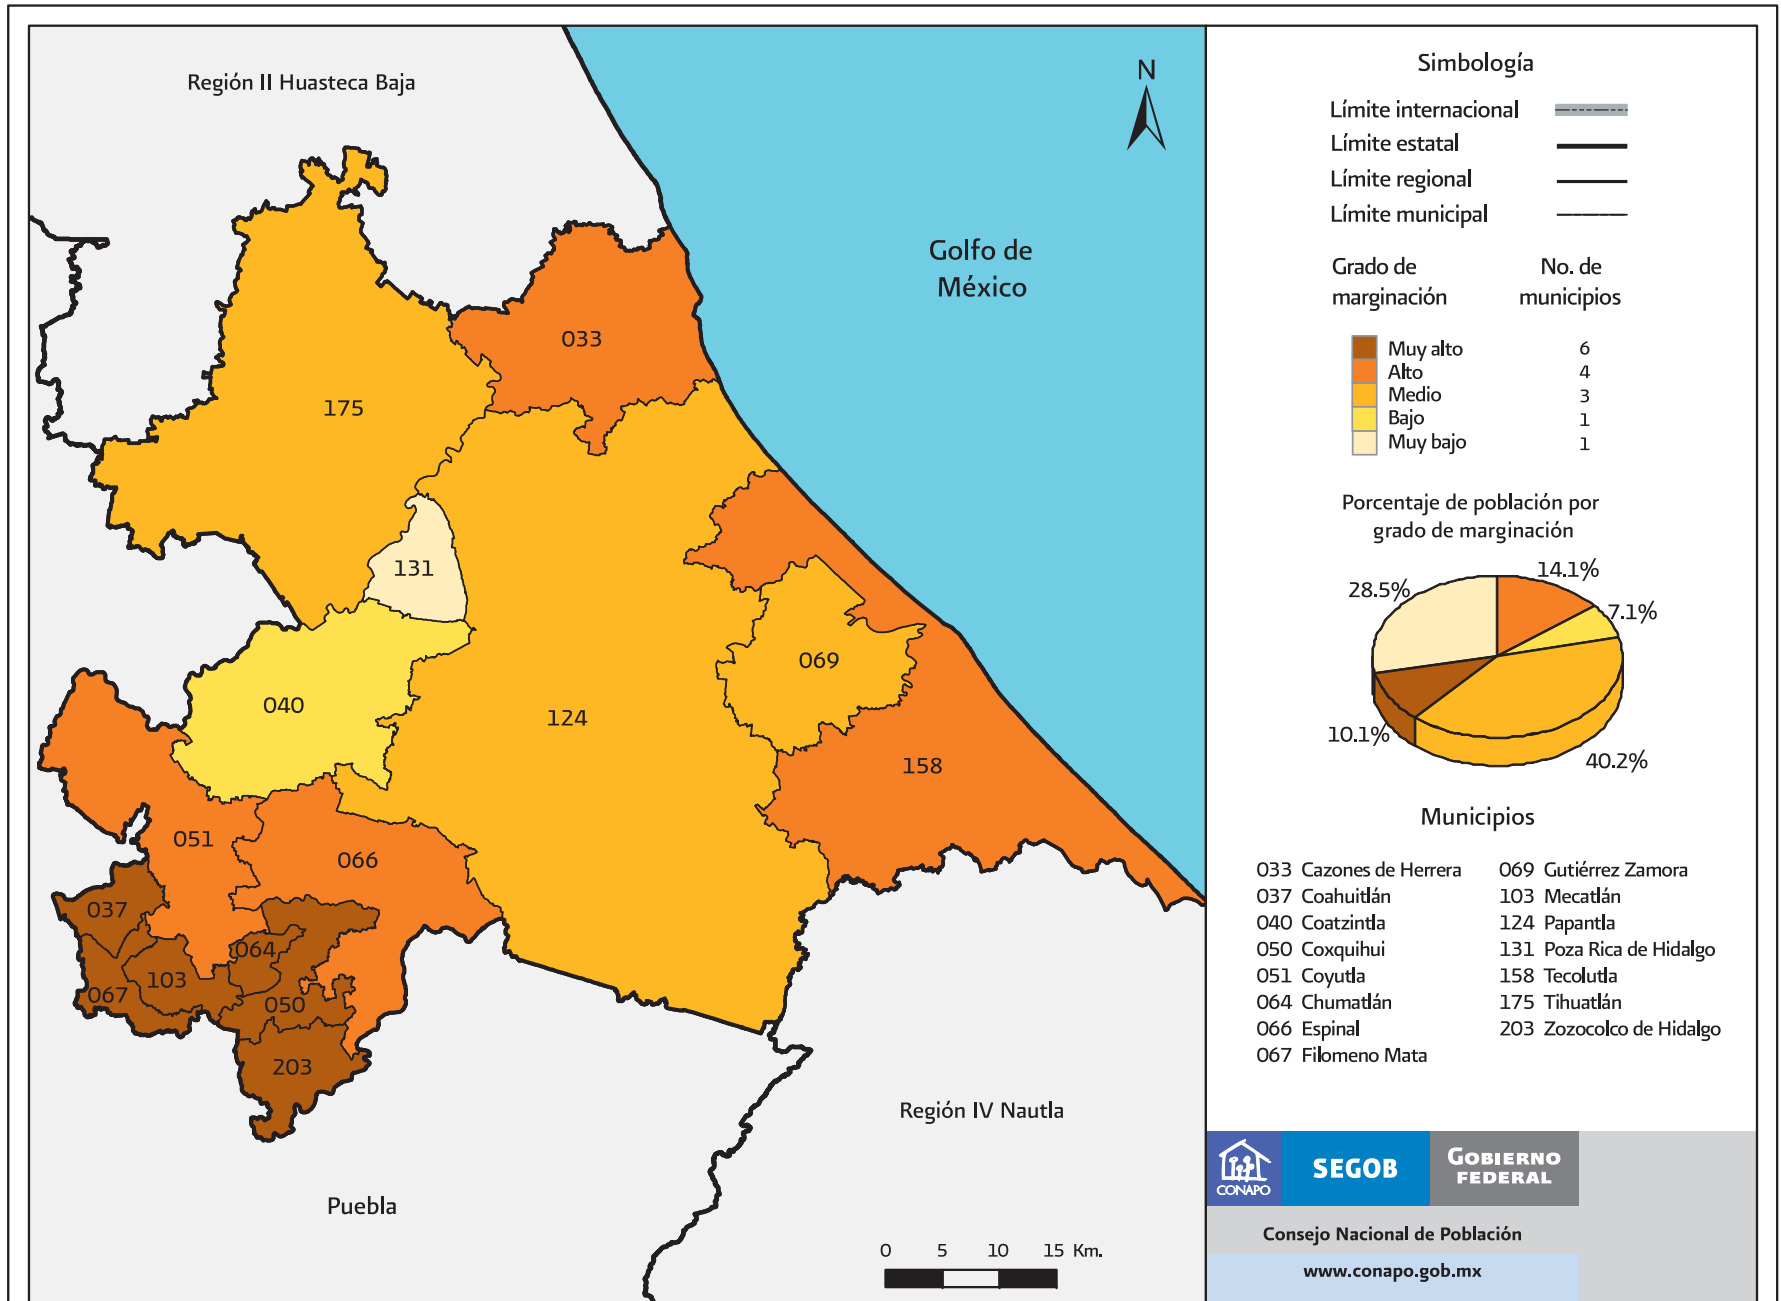 Región II Huasteca Baja
N
Golfo de
México
033
175
131
069
040
124
158
051
066
037
064
103
067
050
203
Región IV Nautla
Puebla
0 5 10 15 Km.
Simbología
Límite internacional
Límite estatal
Límite regional
Límite municipal
Grado de marginación
No. de municipios
Muy alto 6
Alto 4
Medio 3
Bajo 1
Muy bajo 1
Porcentaje de población por
grado de marginación
14.1%
28.5%
7.1%
10.1%
40.2%
Municipios
033 Cazones de Herrera
037 Coahuitlán
040 Coatzintla
050 Coxquihui
051 Coyutla
064 Chumatlán
066 Espinal
067 Filomeno Mata
069 Gutiérrez Zamora
103 Mecatlán
124 Papantla
131 Poza Rica de Hidalgo
158 Tecolutla
175 Tihuatlán
203 Zozocolco de Hidalgo
CONAPO
SEGOB
GOBIERNO
FEDERAL
Consejo Nacional de Población
www.conapo.gob.mx